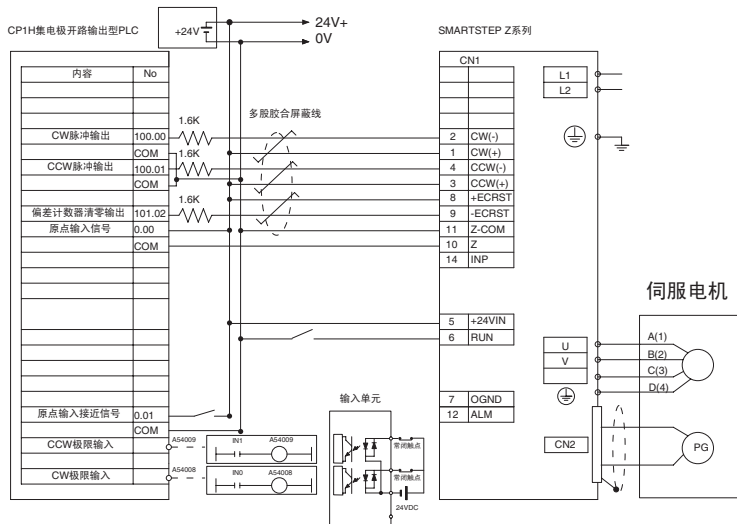 CP1H集电极开路输出型PLC
+24V
24V+
0V
SMARTSTEP Z系列
内容 No
CW脉冲输出 100.00
COM
CCW脉冲输出 100.01
COM
偏差计数器清零输出 101.02
原点输入信号 0.00
COM
原点输入接近信号 0.01
COM
CCW极限输入
CW极限输入
1.6K
1.6K
1.6K
多股胶合屏蔽线
A54009
IN1 A54009
A54008
IN0 A54008
输入单元
常闭触点
常闭触点
24VDC
CN1
2 CW(-)
1 CW(+)
4 CCW(-)
3 CCW(+)
8 +ECRST
9 -ECRST
11 Z-COM
10 Z
14 INP
5 +24VIN
6 RUN
7 OGND
12 ALM
L1
L2
U
V
CN2
伺服电机
A(1)
B(2)
C(3)
D(4)
PG